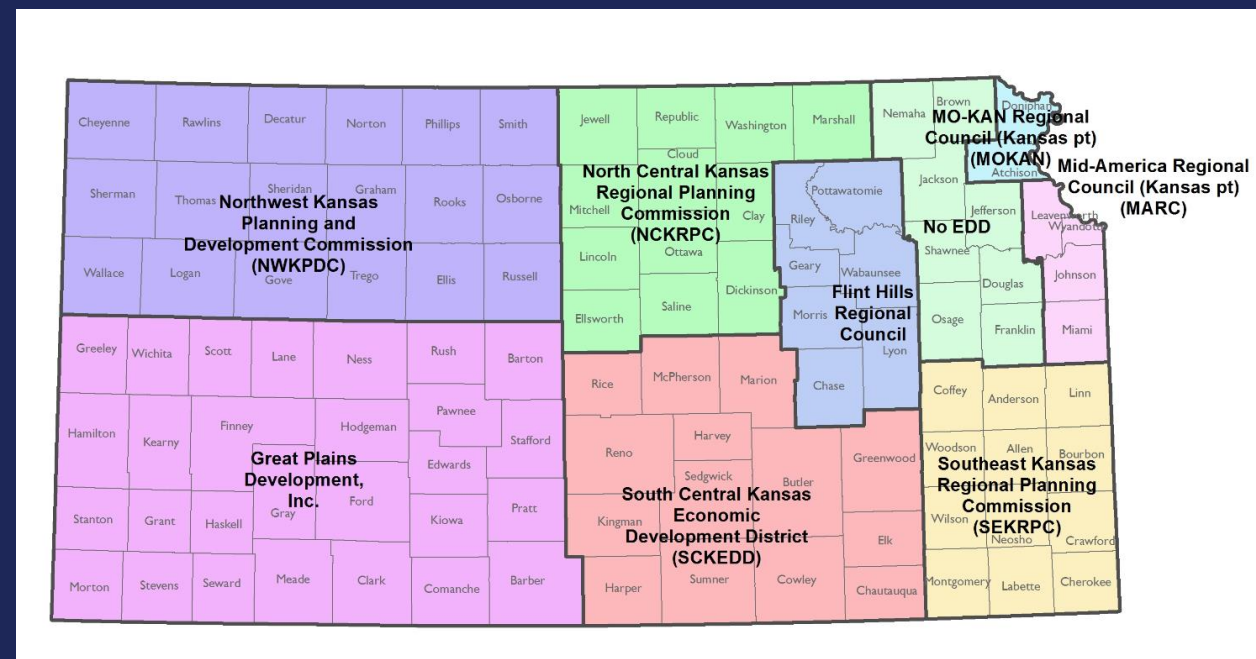 Cheyenne
Rawlins
Decatur
Norton
Phillips
Smith
Sherman
Thomas
Sheridan
Graham
Rooks
Osborne
Northwest Kansas
Planning and
Development Commission
(NWKPDC)
Wallace
Logan
Gove
Trego
Ellis
Russell
Jewell
Republic
Washington
Marshall
Cloud
North Central Kansas
Regional Planning
Commission
(NCKRPC)
Mitchell
Clay
Lincoln
Ottawa
Ellsworth
Saline
Dickinson
Nemaha
Brown
Doniphan
MO-KAN Regional
Council (Kansas pt)
(MOKAN)
Atchison
Mid-America Regional
Council (Kansas pt)
(MARC)
Jackson
Jefferson
Leavenworth
Wyandotte
No EDD
Shawnee
Douglas
Johnson
Osage
Franklin
Miami
Pottawatomie
Riley
Geary
Wabaunsee
Flint Hills
Regional
Council
Morris
Lyon
Chase
Greeley
Wichita
Scott
Lane
Ness
Rush
Barton
Hamilton
Kearny
Finney
Hodgeman
Pawnee
Stafford
Edwards
Great Plains
Development,
Inc.
Stanton
Grant
Haskell
Gray
Ford
Kiowa
Pratt
Morton
Stevens
Seward
Meade
Clark
Comanche
Barber
Rice
McPherson
Marion
Reno
Harvey
Sedgwick
Butler
Greenwood
South Central Kansas
Economic
Development District
(SCKEDD)
Kingman
Elk
Harper
Sumner
Cowley
Chautauqua
Coffey
Anderson
Linn
Woodson
Allen
Bourbon
Southeast Kansas
Regional Planning
Commission
(SEKRPC)
Wilson
Neosho
Crawford
Montgomery
Labette
Cherokee